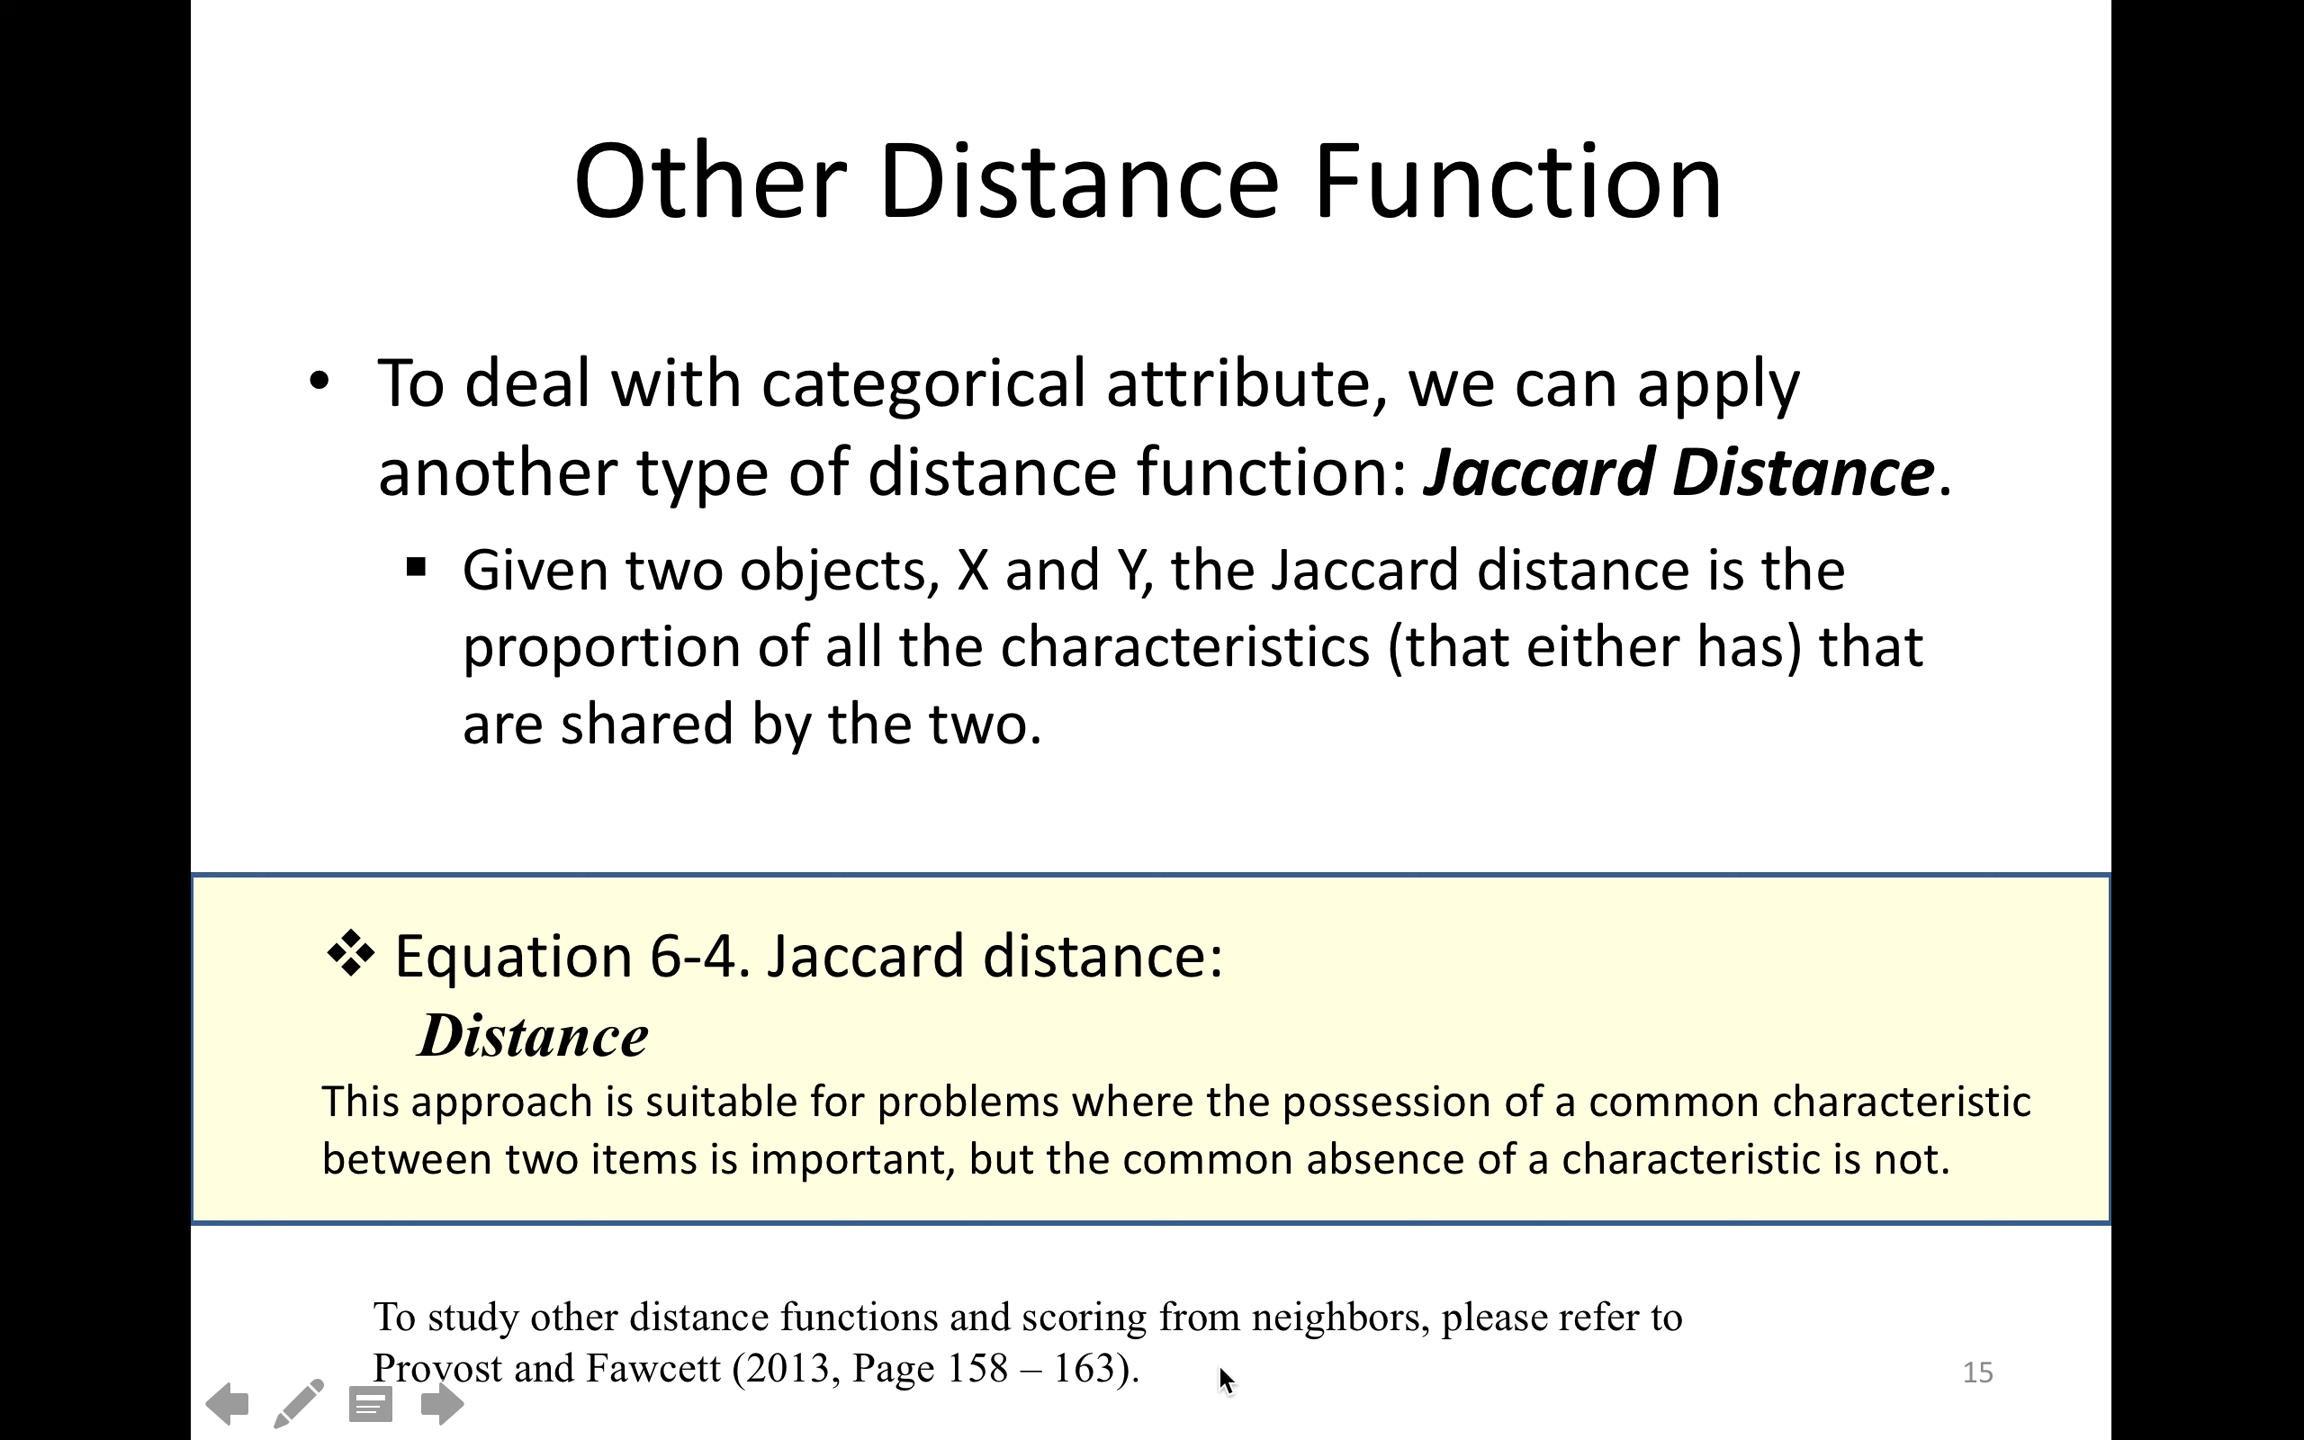 Other Distance Function
• To deal with categorical attribute, we can apply
another type of distance function: Jaccard Distance.
▪ Given two objects, X and Y, the Jaccard distance is the
proportion of all the characteristics (that either has) that
are shared by the two.
❖ Equation 6-4. Jaccard distance:
Distance
This approach is suitable for problems where the possession of a common characteristic
between two items is important, but the common absence of a characteristic is not.
To study other distance functions and scoring from neighbors, please refer to
Provost and Fawcett (2013, Page 158 – 163).
15